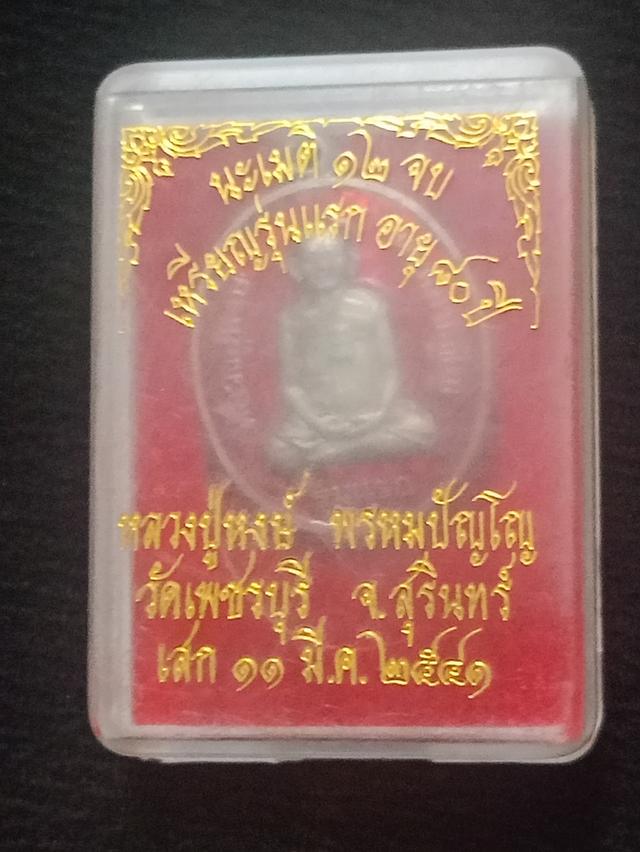 นะเมตติ ๑๒ จบ
เหรียญรุ่นแรก อายุ ๘๐ ปี
หลวงปู่หงษ์ พรหมปัญโญ
วัดเพชรบุรี จ.สุรินทร์
เสก ๑๑ มี.ค. ๒๕๔๑